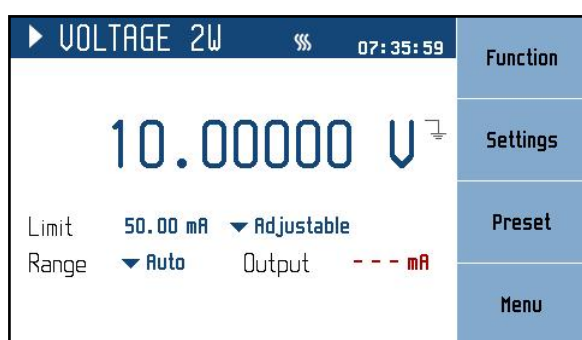 VOLTAGE 2W 07:35:59
Function
10.00000 V
Settings
Limit 50.00 mA Adjustable
Preset
Range Auto Output - - - mA
Menu